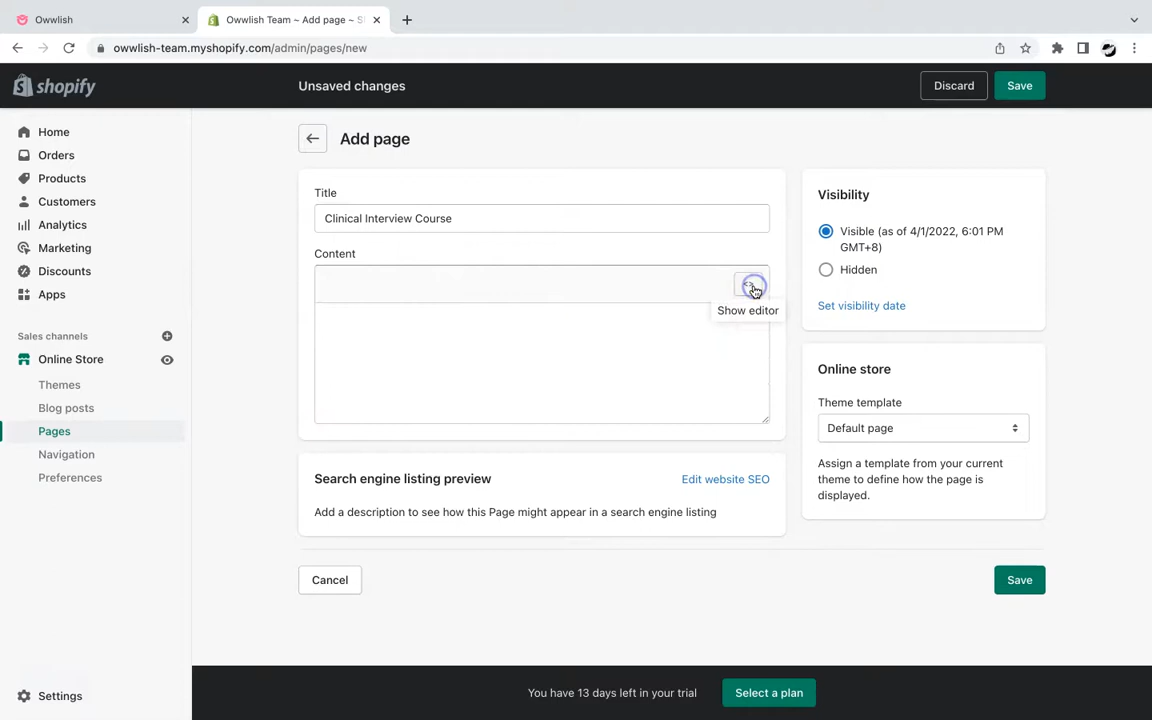 Owwlish
Owwlish Team ~ Add page ~ S
owwlish-team.myshopify.com/admin/pages/new
shopify
Unsaved changes
Discard
Save
Home
Orders
Products
Customers
Analytics
Marketing
Discounts
Apps
Sales channels
Online Store
Themes
Blog posts
Pages
Navigation
Preferences
Settings
Add page
Title
Clinical Interview Course
Content
Show editor
Search engine listing preview
Edit website SEO
Add a description to see how this Page might appear in a search engine listing
Visibility
Visible (as of 4/1/2022, 6:01 PM
GMT+8)
Hidden
Set visibility date
Online store
Theme template
Default page
Assign a template from your current
theme to define how the page is
displayed.
Cancel
Save
You have 13 days left in your trial
Select a plan